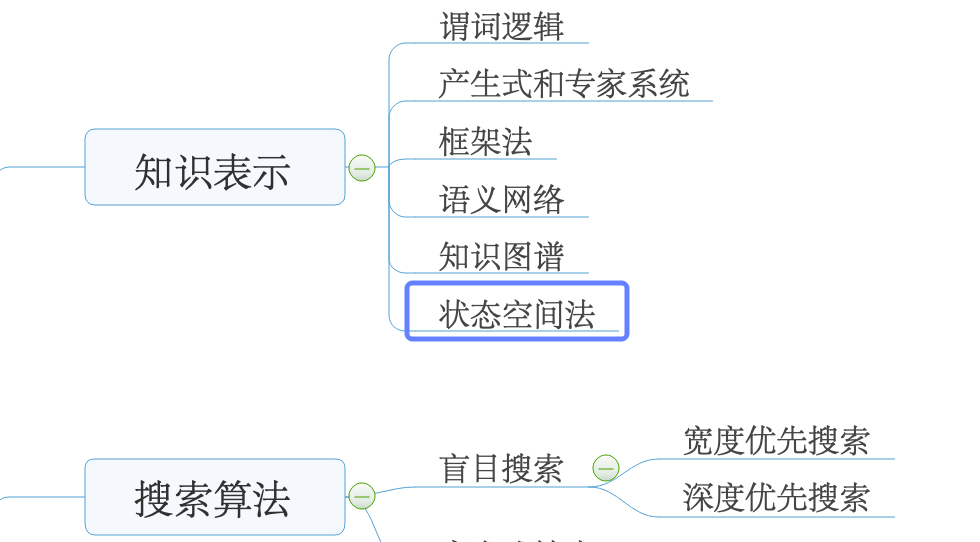 谓词逻辑
产生式和专家系统
框架法
知识表示
语义网络
知识图谱
状态空间法
宽度优先搜索
盲目搜索
深度优先搜索
搜索算法